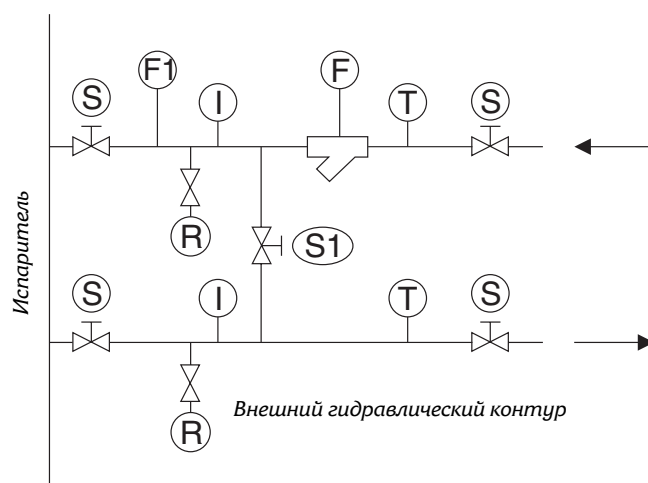 F1
F
S
I
T
S
R
S1
Испаритель
S
I
T
S
R
Внешний гидравлический контур